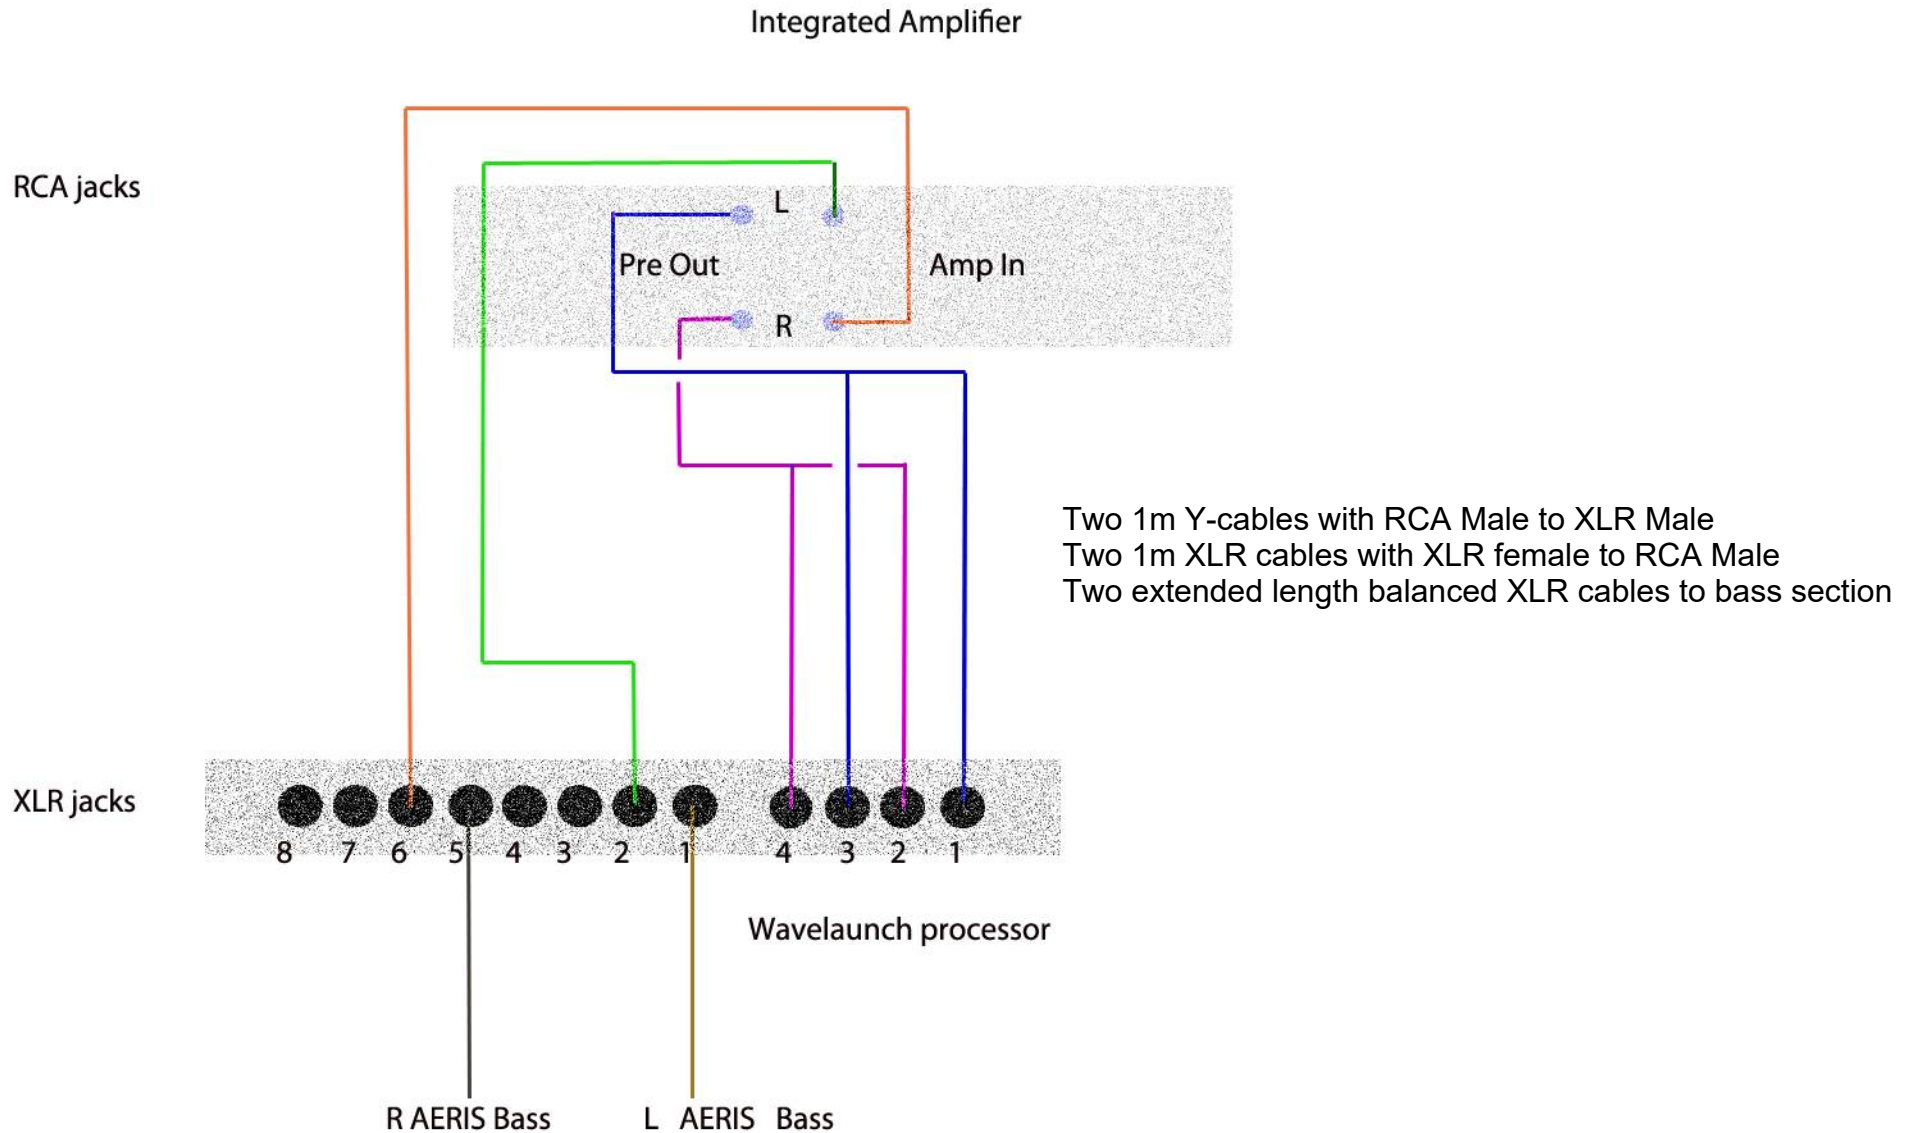 Integrated Amplifier
RCA jacks
L
Pre Out
Amp In
R
Two 1m Y-cables with RCA Male to XLR Male
Two 1m XLR cables with XLR female to RCA Male
Two extended length balanced XLR cables to bass section
XLR jacks
8 7 6 5 4 3 2 1 4 3 2 1
Wavelaunch processor
R AERIS Bass
L AERIS Bass